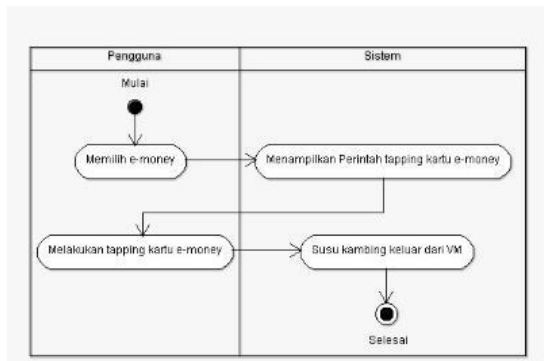 Pengguna
Sistem
Mulai
Memilih e-money
Menampilkan Perintah tapping kartu e-money
Melakukan tapping kartu e-money
Susu kambing keluar dari VM
Selesai